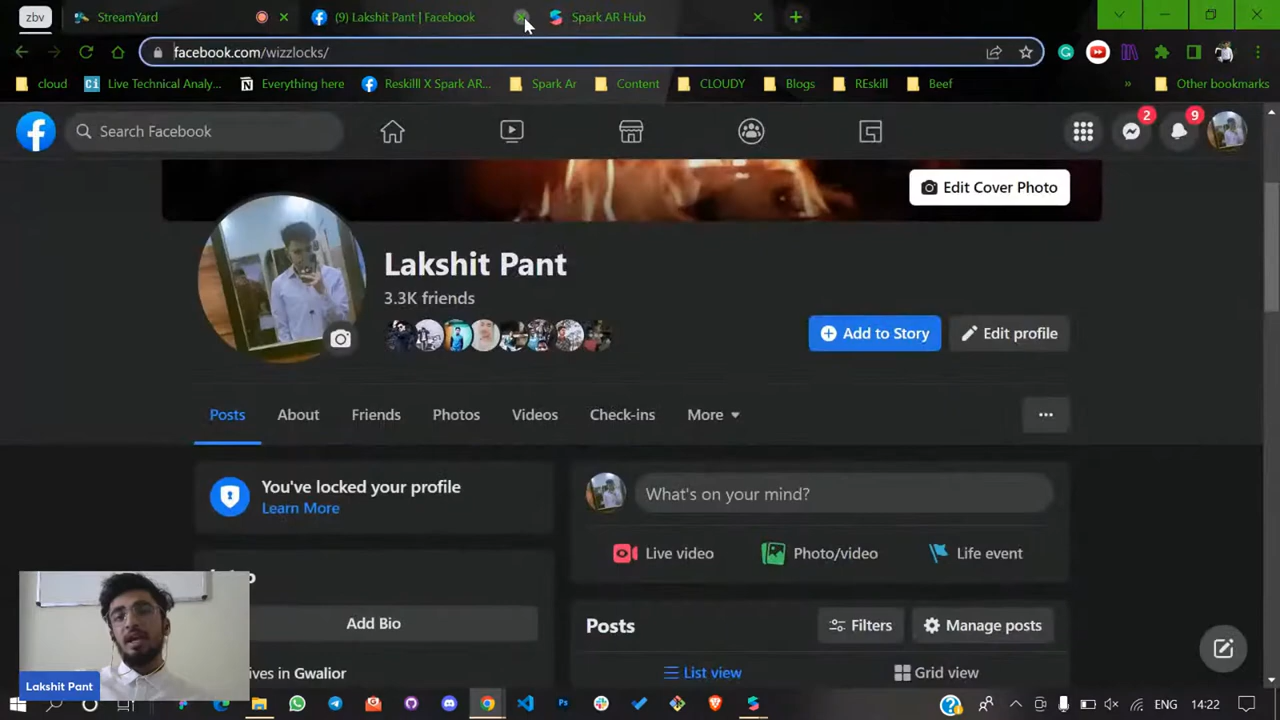 zbv
StreamYard
(9) Lakshit Pant | Facebook
Spark AR Hub
facebook.com/wizzlocks/
cloud
Live Technical Analy...
Everything here
Reskilll X Spark AR...
Spark Ar
Content
CLOUDY
Blogs
REskill
Beef
»
Other bookmarks
Search Facebook
2
9
Edit Cover Photo
Lakshit Pant
3.3K friends
Add to Story
Edit profile
Posts
About
Friends
Photos
Videos
Check-ins
More
You've locked your profile
Learn More
What's on your mind?
Live video
Photo/video
Life event
Add Bio
Posts
Filters
Manage posts
List view
Grid view
ives in Gwalior
Lakshit Pant
ENG
14:22